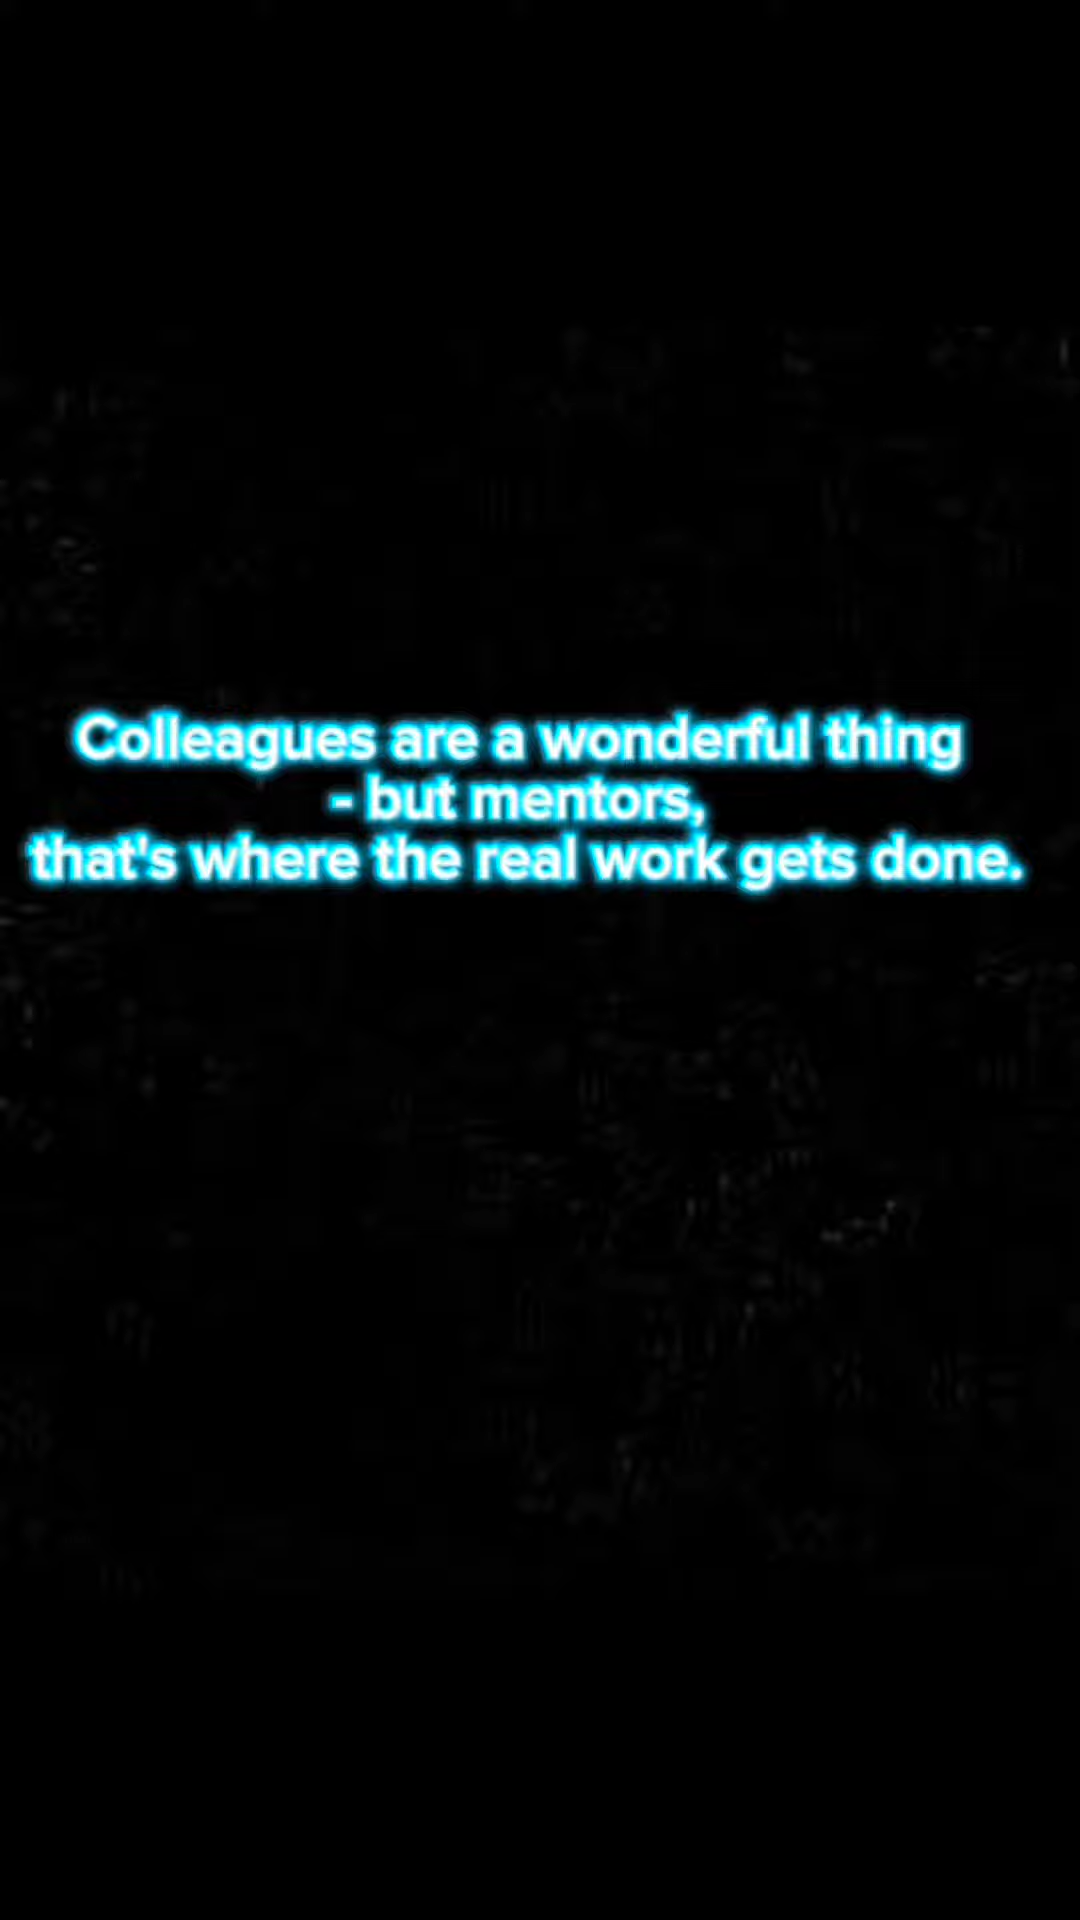 Colleagues are a wonderful thing
- but mentors,
that's where the real work gets done.